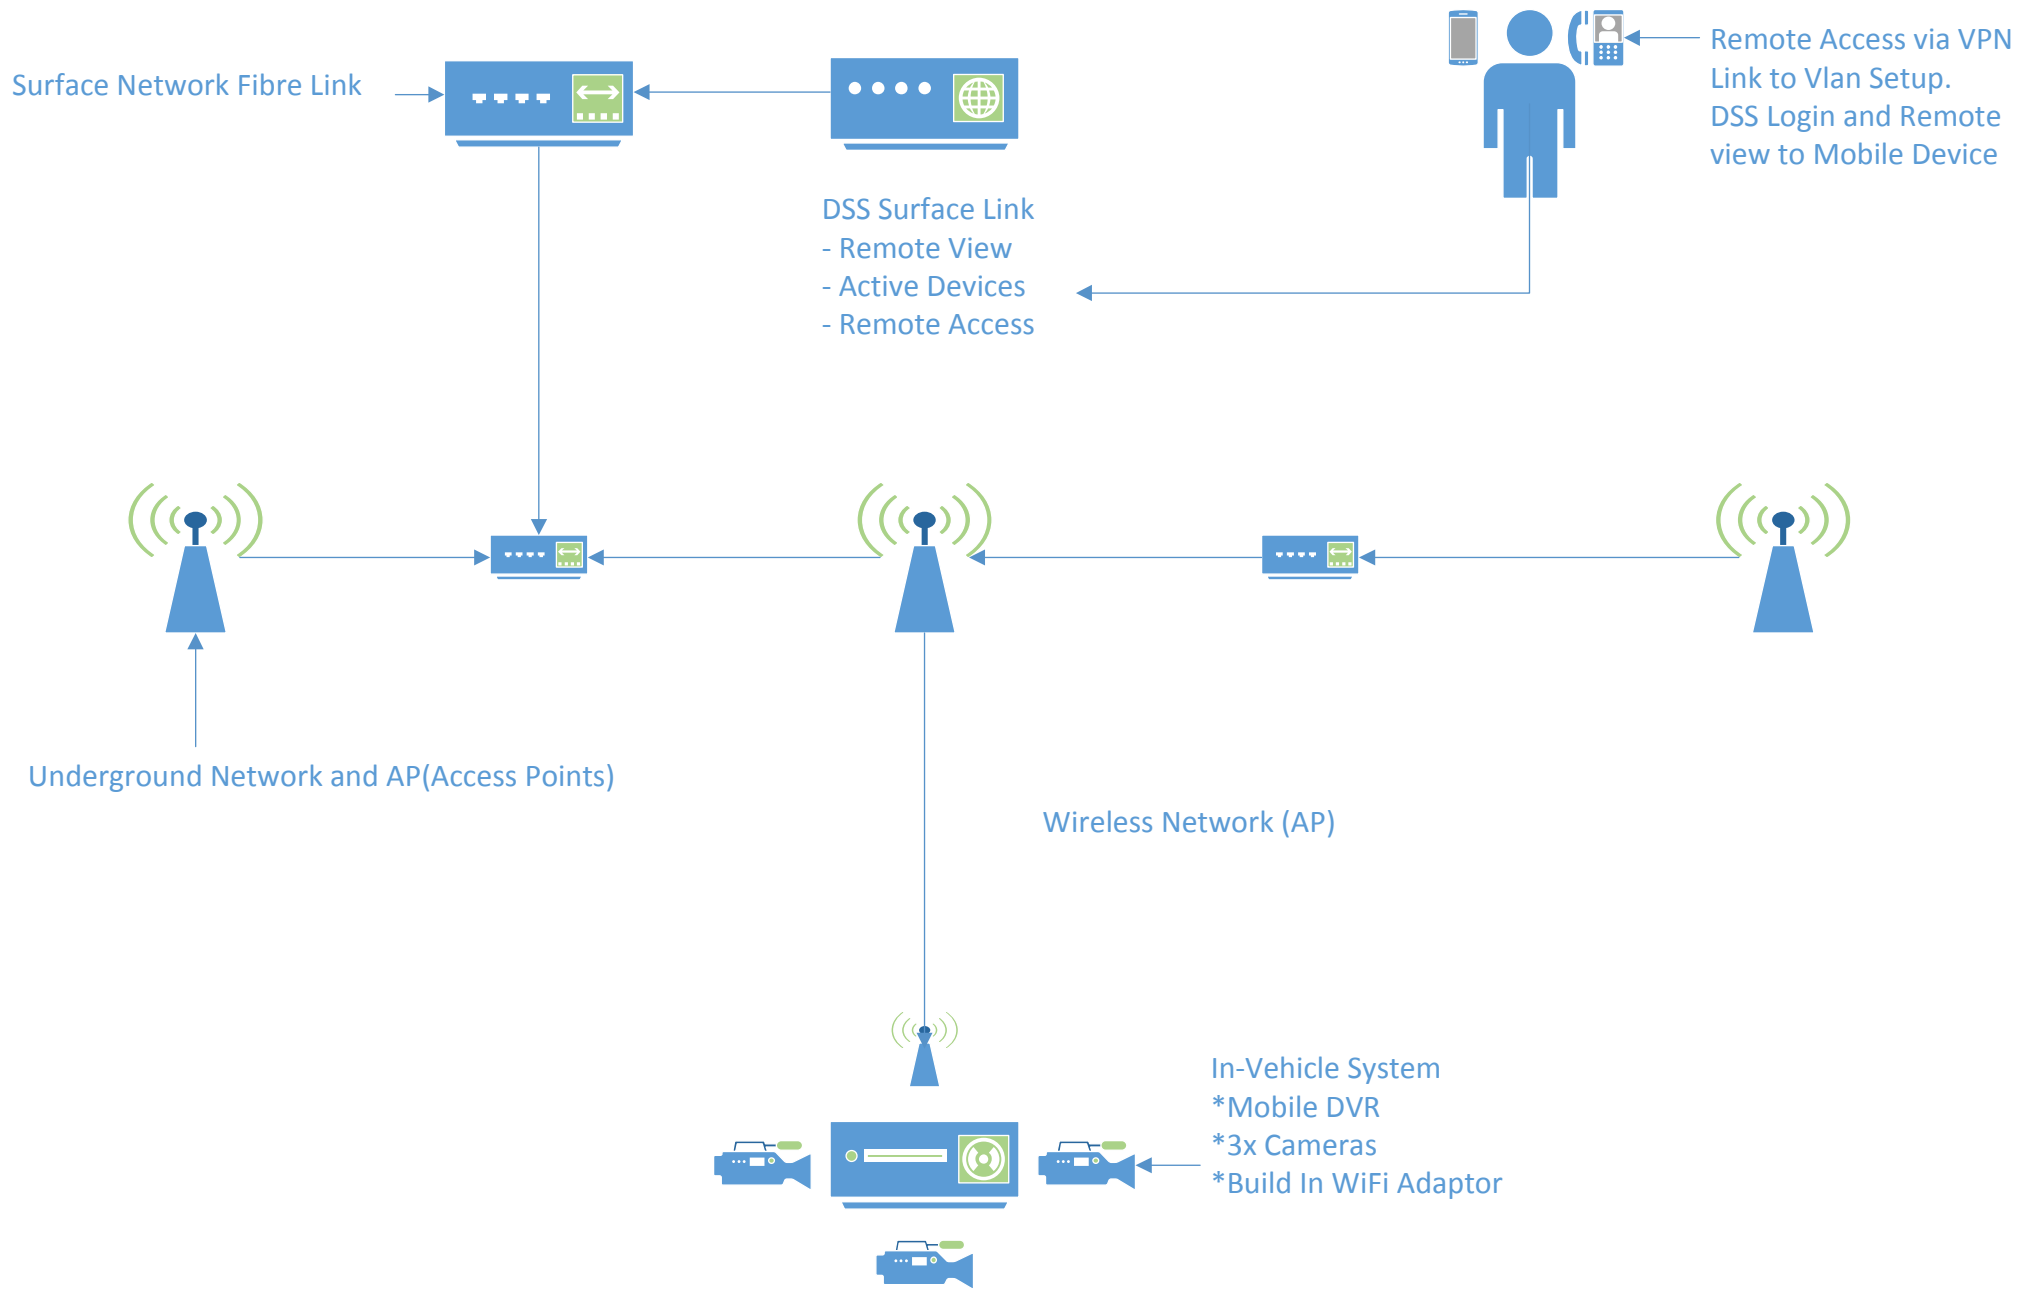 Surface Network Fibre Link
Remote Access via VPN
Link to Vlan Setup.
DSS Login and Remote
view to Mobile Device
DSS Surface Link
- Remote View
- Active Devices
- Remote Access
Underground Network and AP(Access Points)
Wireless Network (AP)
In-Vehicle System
*Mobile DVR
*3x Cameras
*Build In WiFi Adaptor